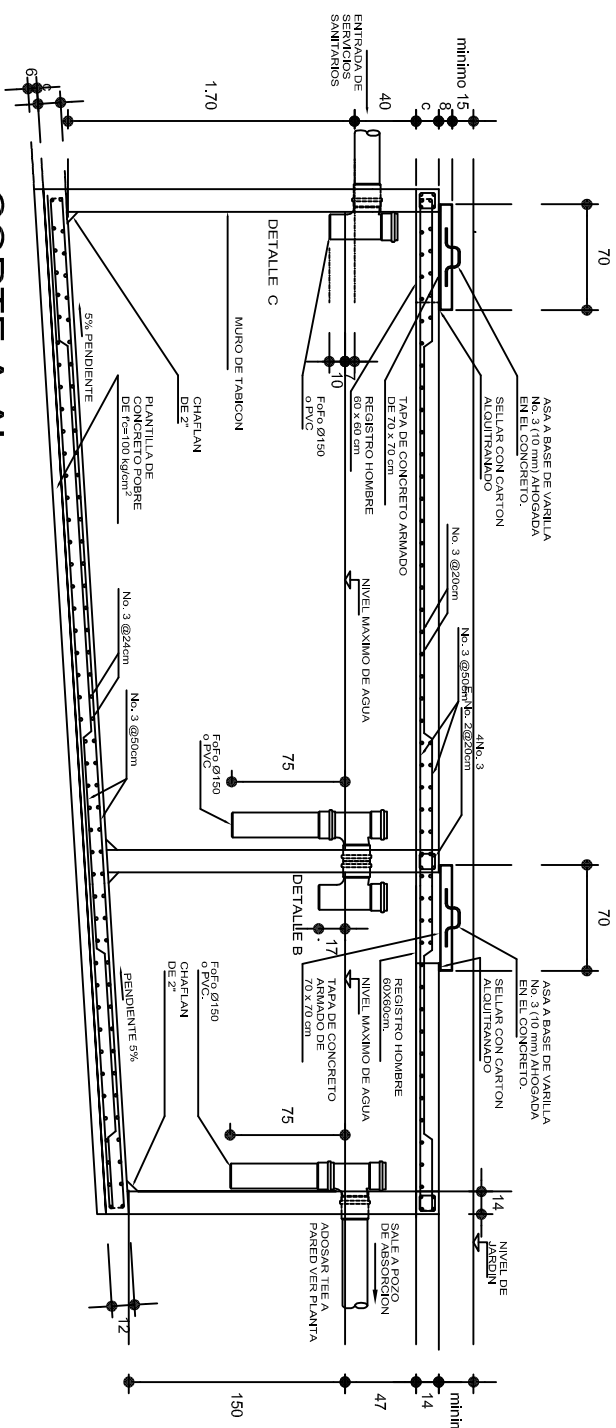 70
70
ASA A BASE DE VARILLA
No. 3 (10 mm) AHOGADA
EN EL CONCRETO.
SELLAR CON CARTON
ALQUITRANADO
TAPA DE CONCRETO ARMADO
DE 70 x 70 cm
REGISTRO HOMBRE
60 x 60 cm
FoFo Ø150
o PVC
ASA A BASE DE VARILLA
No. 3 (10 mm) AHOGADA
EN EL CONCRETO.
SELLAR CON CARTON
ALQUITRANADO
REGISTRO HOMBRE
60X60cm.
TAPA DE CONCRETO
ARMADO DE
70 x 70 cm
minimo 15
8
c
40
1.70
c
6
ENTRADA DE
SERVICIOS
SANITARIOS
7
10
DETALLE C
MURO DE TABICON
CHAFLAN
DE 2"
5% PENDIENTE
PLANTILLA DE
CONCRETO POBRE
DE f'c=100 kg/cm²
No. 3 @20cm
No. 3 @50cm
4No. 3
E No. 2@20cm
NIVEL MAXIMO DE AGUA
75
FoFo Ø150
o PVC
No. 3 @24cm
No. 3 @50cm
DETALLE B
17
NIVEL MAXIMO DE AGUA
75
FoFo Ø150
o PVC.
CHAFLAN
DE 2"
PENDIENTE 5%
14
NIVEL DE
JARDIN
SALE A POZO
DE ABSORCION
ADOSAR TEE A
PARED VER PLANTA
12
14
47
150